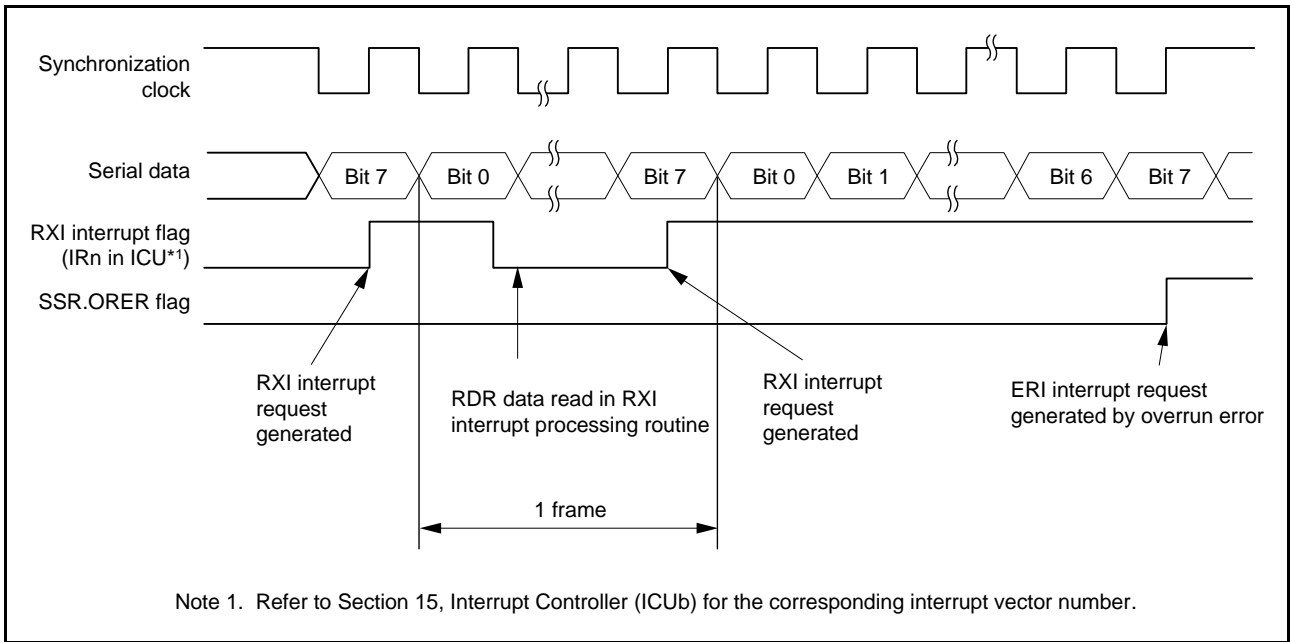 Synchronization
clock
Serial data
Bit 7
Bit 0
Bit 7
Bit 0
Bit 1
Bit 6
Bit 7
RXI interrupt flag
(IRn in ICU*1)
SSR.ORER flag
RXI interrupt
request
generated
RDR data read in RXI
interrupt processing routine
RXI interrupt
request
generated
ERI interrupt request
generated by overrun error
1 frame
Note 1. Refer to Section 15, Interrupt Controller (ICUb) for the corresponding interrupt vector number.